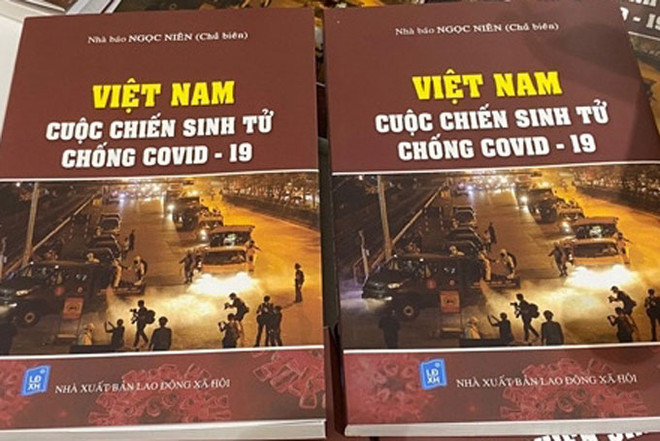 Nhà báo NGỌC NIÊN (Chủ biên)
VIỆT NAM
CUỘC CHIẾN SINH TỬ
CHỐNG COVID - 19
LĐ
XH
NHÀ XUẤT BẢN LAO ĐỘNG XÃ HỘI
Nhà báo NGỌC NIÊN (Chủ biên)
VIỆT NAM
CUỘC CHIẾN SINH TỬ
CHỐNG COVID - 19
LĐ
XH
NHÀ XUẤT BẢN LAO ĐỘNG XÃ HỘI
- 19